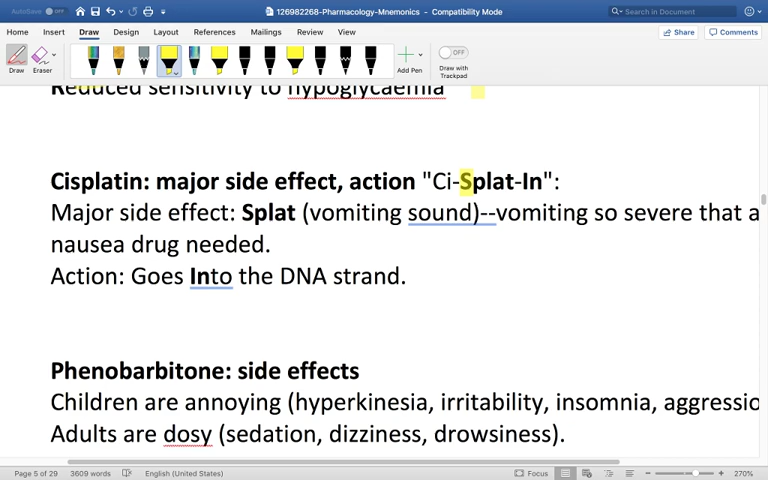 AutoSave OFF
126982268-Pharmacology-Mnemonics - Compatibility Mode
Search in Document
Home Insert Draw Design Layout References Mailings Review View
Share Comments
Draw Eraser Add Pen Draw with Trackpad OFF
Reduced sensitivity to hypoglycaemia
Cisplatin: major side effect, action "Ci-Splat-In":
Major side effect: Splat (vomiting sound)--vomiting so severe that a
nausea drug needed.
Action: Goes Into the DNA strand.
Phenobarbitone: side effects
Children are annoying (hyperkinesia, irritability, insomnia, aggressio
Adults are dosy (sedation, dizziness, drowsiness).
Page 5 of 29 3609 words English (United States) Focus 270%